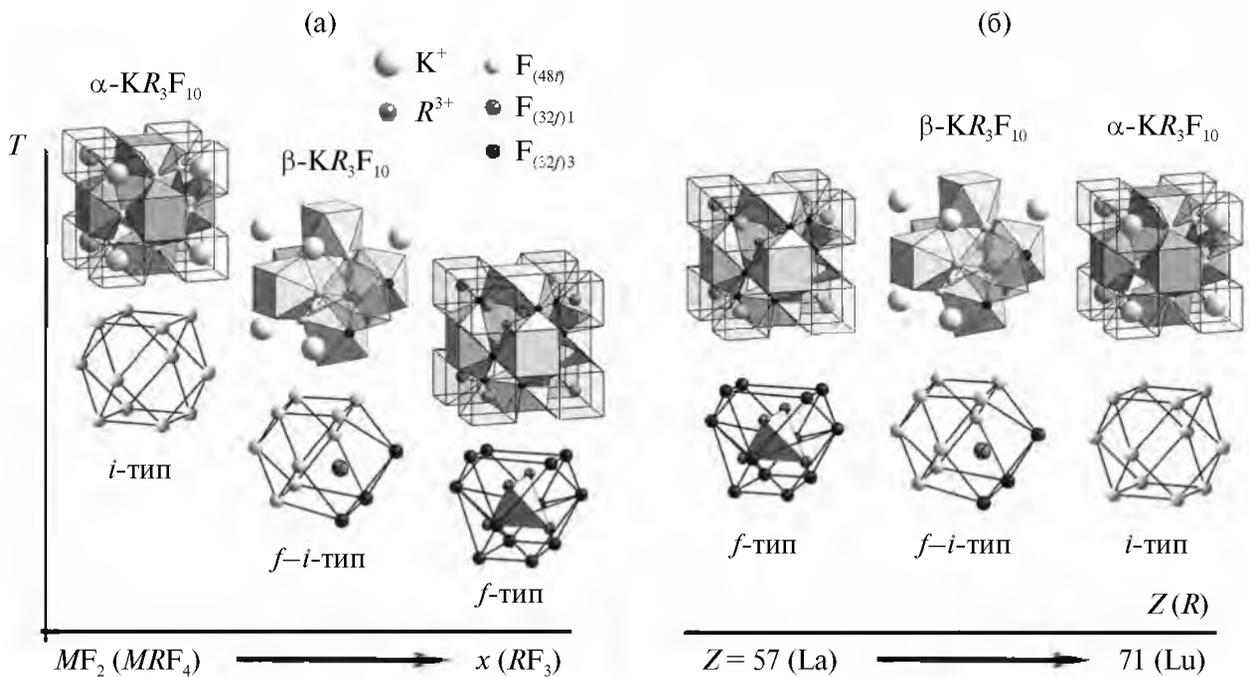 (а)
(б)
K⁺
F₍₄₈f₎
R³⁺
F₍₃₂f₎₁
F₍₃₂f₎₃
α-KR₃F₁₀
β-KR₃F₁₀
β-KR₃F₁₀
α-KR₃F₁₀
T
i-тип
f–i-тип
f-тип
f-тип
f–i-тип
i-тип
Z (R)
MF₂ (MRF₄)
x (RF₃)
Z = 57 (La)
71 (Lu)